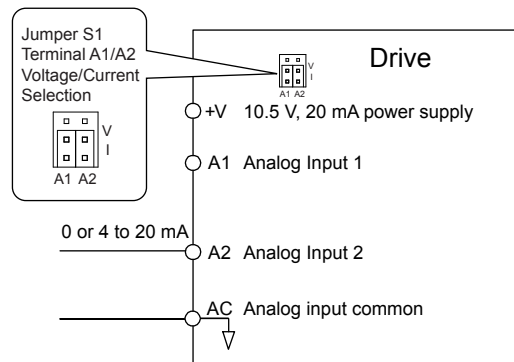 Jumper S1
Terminal A1/A2
Voltage/Current
Selection
V
I
A1 A2
Drive
V
I
A1 A2
+V 10.5 V, 20 mA power supply
A1 Analog Input 1
0 or 4 to 20 mA
A2 Analog Input 2
AC Analog input common